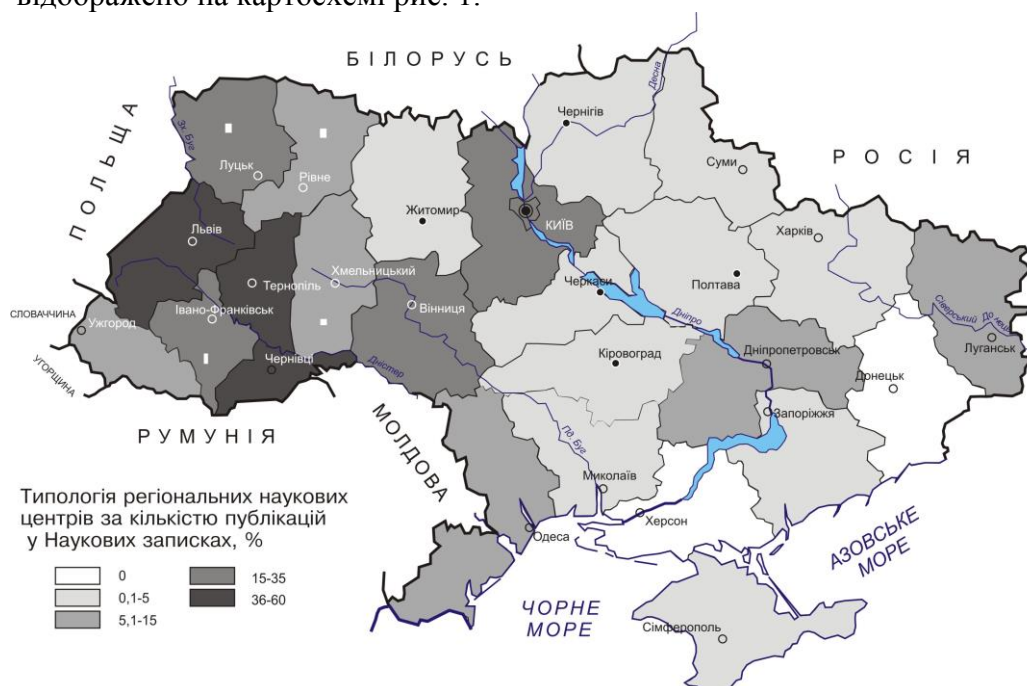 відображено на картосхемі рис. 1.
БІЛОРУСЬ
ПОЛЬЩА
РОСІЯ
СЛОВАЧЧИНА
УГОРЩИНА
РУМУНІЯ
МОЛДОВА
Зх. Буг
Десна
Чернігів
Луцьк
Рівне
Суми
Житомир
КИЇВ
Львів
Харків
Тернопіль
Хмельницький
Полтава
Черкаси
Івано-Франківськ
Вінниця
Ужгород
Дніпро
Сіверський Донець
Луганськ
Чернівці
Дністер
Кіровоград
Дніпропетровськ
Донецьк
Запоріжжя
Пд. Буг
Миколаїв
Херсон
Одеса
АЗОВСЬКЕ
МОРЕ
ЧОРНЕ
МОРЕ
Сімферополь
Типологія регіональних наукових
центрів за кількістю публікацій
у Наукових записках, %
0
0,1-5
5,1-15
15-35
36-60